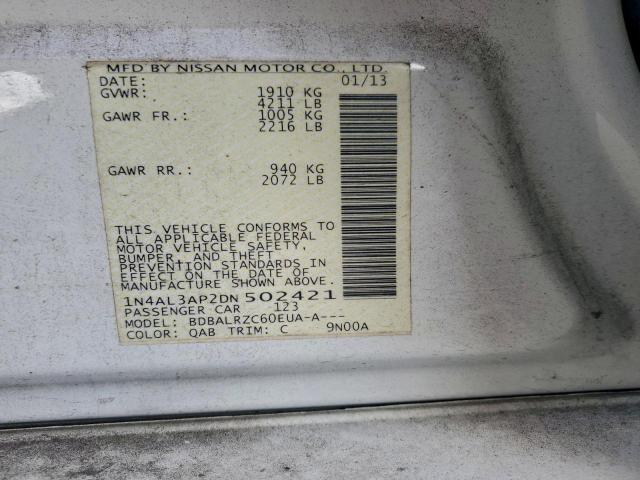 MFD BY NISSAN MOTOR CO., LTD.
DATE: 01/13
GVWR: 1910 KG
4211 LB
GAWR FR.: 1005 KG
2216 LB
GAWR RR.: 940 KG
2072 LB
THIS VEHICLE CONFORMS TO
ALL APPLICABLE FEDERAL
MOTOR VEHICLE SAFETY,
BUMPER, AND THEFT
PREVENTION STANDARDS IN
EFFECT ON THE DATE OF
MANUFACTURE SHOWN ABOVE.
1N4AL3AP2DN502421
PASSENGER CAR 123
MODEL: BDBALRZC60EUA-A---
COLOR: QAB TRIM: C 9N00A